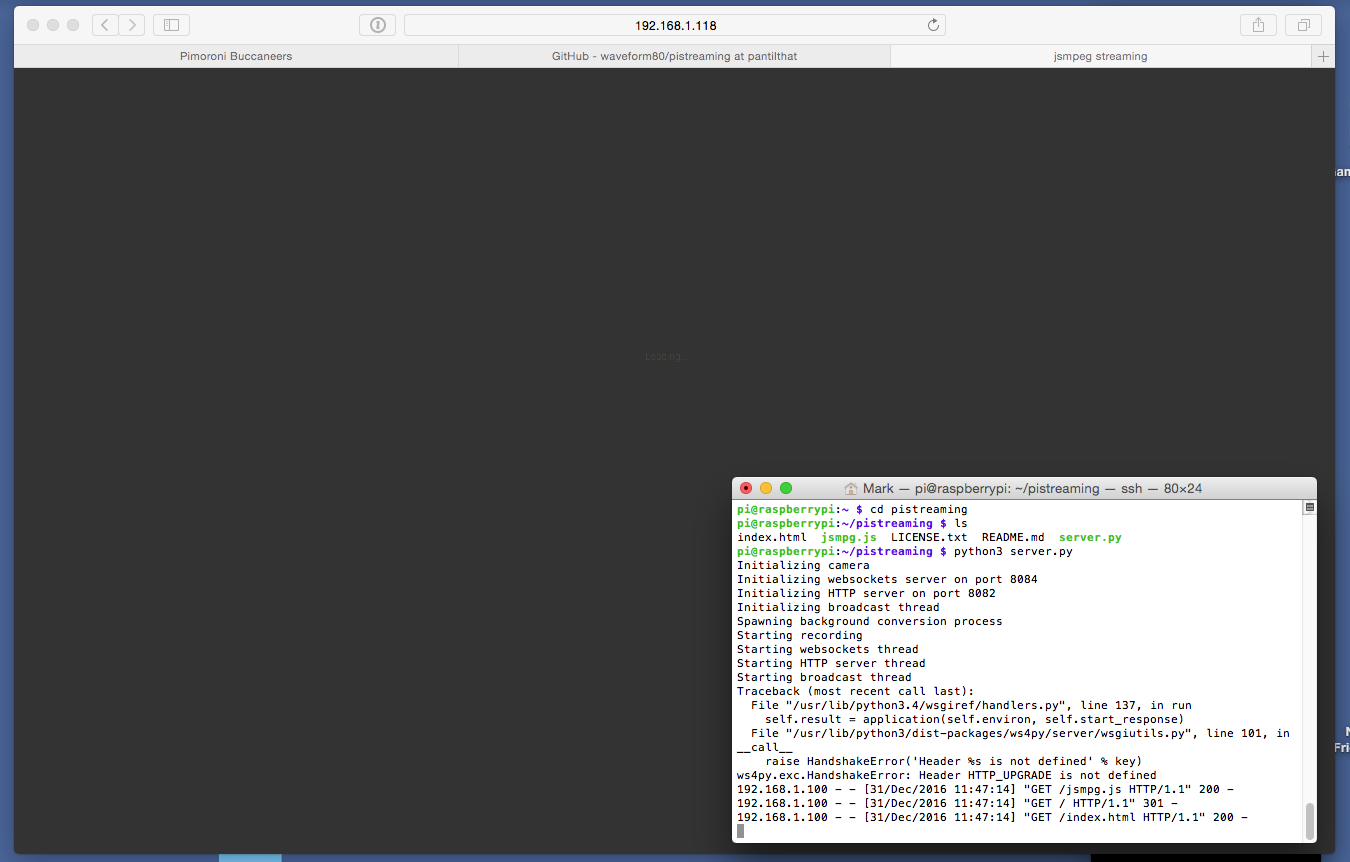 192.168.1.118
Pimoroni Buccaneers
GitHub - waveform80/pistreaming at pantilthat
jsmpeg streaming
Loading...
Mark — pi@raspberrypi: ~/pistreaming — ssh — 80×24
pi@raspberrypi:~ $ cd pistreaming
pi@raspberrypi:~/pistreaming $ ls
index.html  jsmpg.js  LICENSE.txt  README.md  server.py
pi@raspberrypi:~/pistreaming $ python3 server.py
Initializing camera
Initializing websockets server on port 8084
Initializing HTTP server on port 8082
Initializing broadcast thread
Spawning background conversion process
Starting recording
Starting websockets thread
Starting HTTP server thread
Starting broadcast thread
Traceback (most recent call last):
  File "/usr/lib/python3.4/wsgiref/handlers.py", line 137, in run
    self.result = application(self.environ, self.start_response)
  File "/usr/lib/python3/dist-packages/ws4py/server/wsgiutils.py", line 101, in
__call__
    raise HandshakeError('Header %s is not defined' % key)
ws4py.exc.HandshakeError: Header HTTP_UPGRADE is not defined
192.168.1.100 - - [31/Dec/2016 11:47:14] "GET /jsmpg.js HTTP/1.1" 200 -
192.168.1.100 - - [31/Dec/2016 11:47:14] "GET / HTTP/1.1" 301 -
192.168.1.100 - - [31/Dec/2016 11:47:14] "GET /index.html HTTP/1.1" 200 -